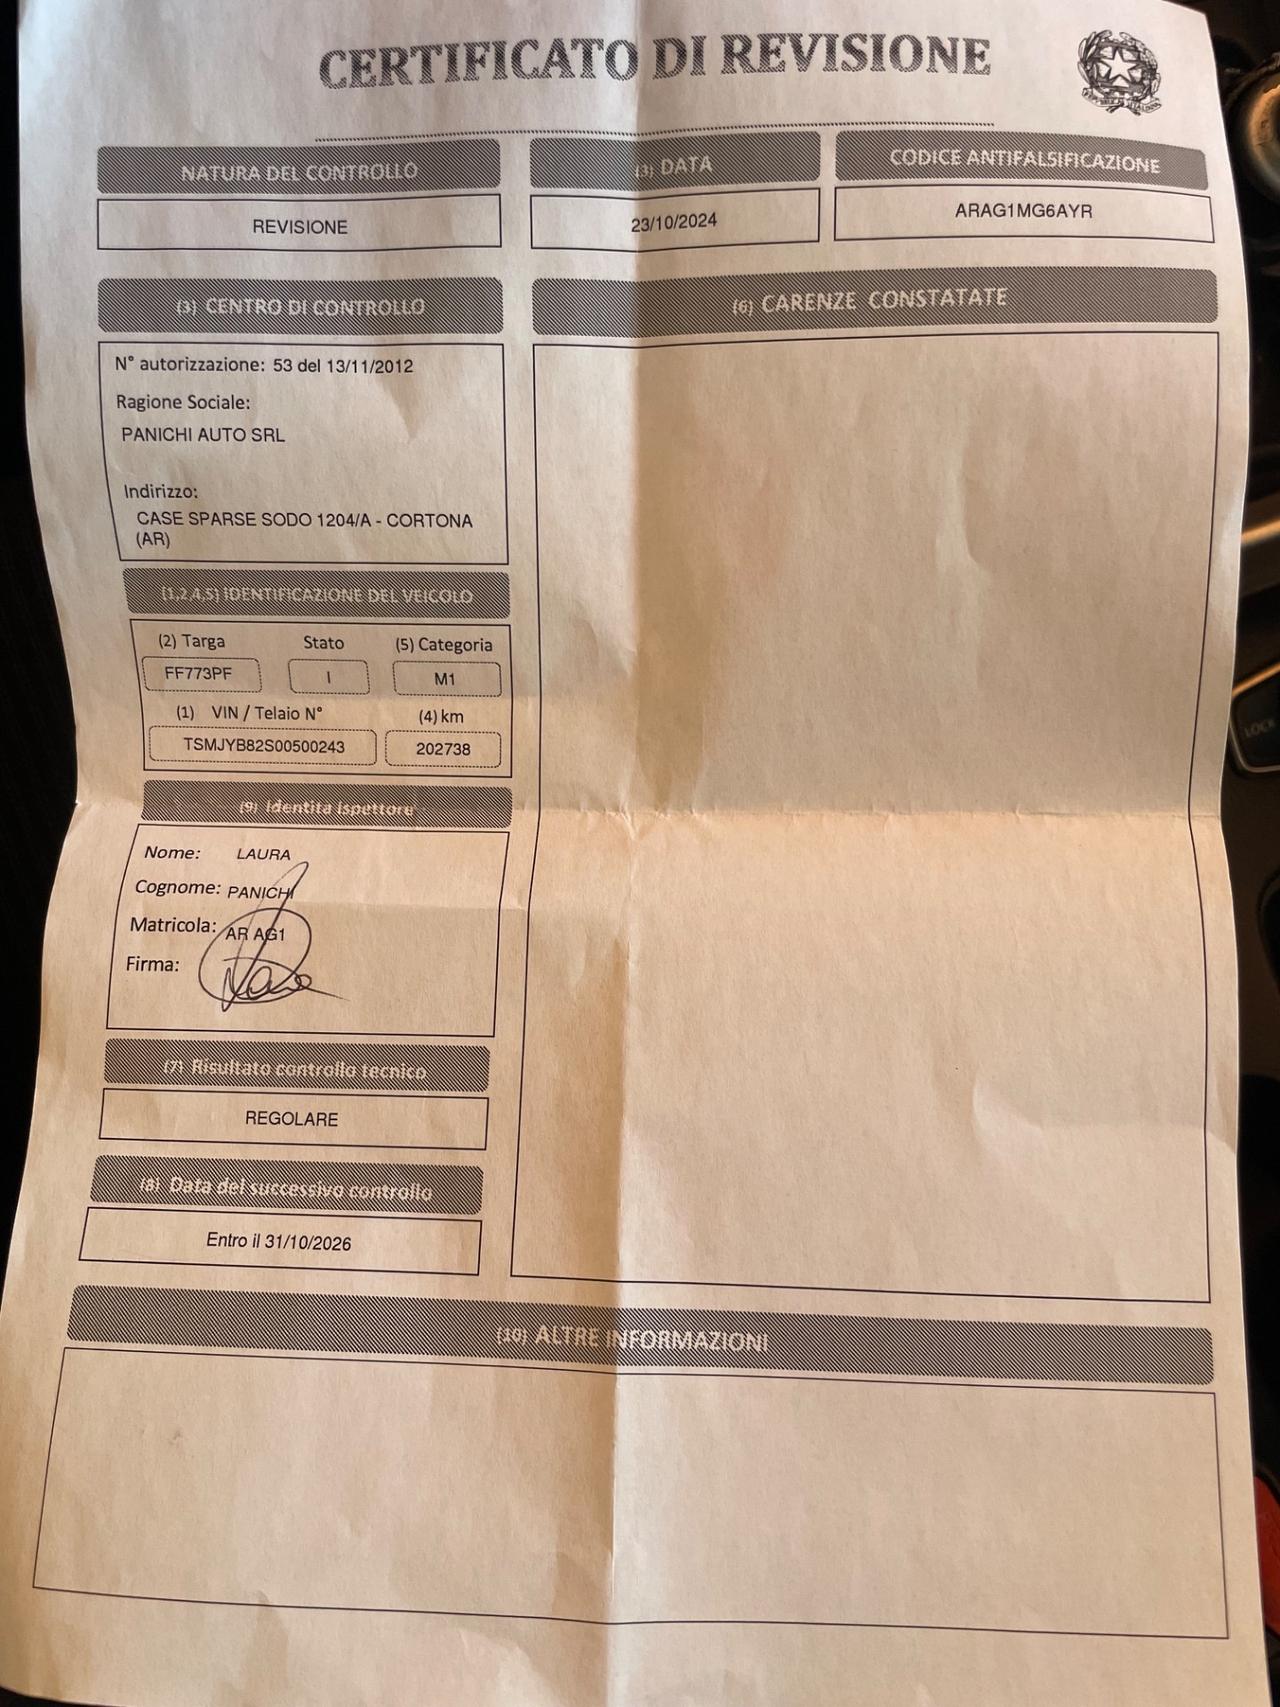 CERTIFICATO DI REVISIONE
REPVBBLICA ITALIANA
NATURA DEL CONTROLLO
REVISIONE
(3) DATA
23/10/2024
CODICE ANTIFALSIFICAZIONE
ARAG1MG6AYR
(3) CENTRO DI CONTROLLO
N° autorizzazione: 53 del 13/11/2012
Ragione Sociale:
PANICHI AUTO SRL
Indirizzo:
CASE SPARSE SODO 1204/A - CORTONA
(AR)
(6) CARENZE CONSTATATE
(1,2,4,5) IDENTIFICAZIONE DEL VEICOLO
(2) Targa Stato (5) Categoria
FF773PF I M1
(1) VIN / Telaio N° (4) km
TSMJYB82S00500243 202738
(9) Identita ispettore
Nome: LAURA
Cognome: PANICHI
Matricola: AR AG1
Firma:
(7) Risultato controllo tecnico
REGOLARE
(8) Data del successivo controllo
Entro il 31/10/2026
(10) ALTRE INFORMAZIONI
LOCK